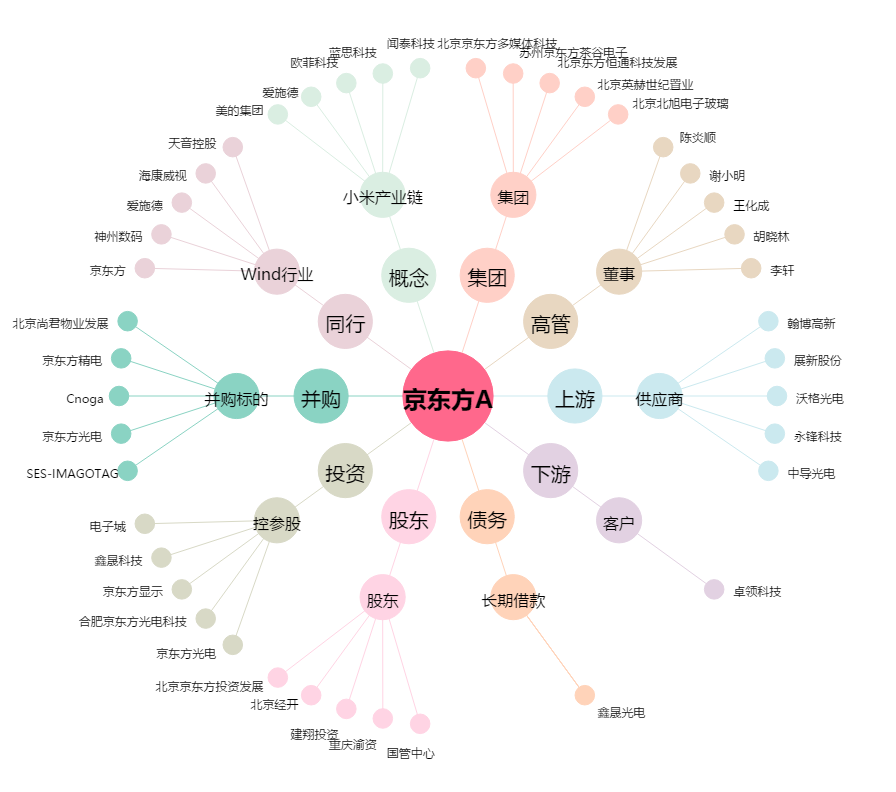 闻泰科技
北京京东方多媒体科技
蓝思科技
苏州京东方茶谷电子
欧菲科技
北京东方恒通科技发展
爱施德
北京英赫世纪置业
美的集团
北京北旭电子玻璃
天音控股
陈炎顺
海康威视
谢小明
小米产业链
集团
爱施德
王化成
神州数码
胡晓林
京东方
Wind行业
概念
集团
董事
李轩
北京尚君物业发展
同行
高管
翰博高新
京东方精电
展新股份
Cnoga
并购标的
并购
京东方A
上游
供应商
沃格光电
京东方光电
永锋科技
SES-IMAGOTAG
投资
下游
中导光电
电子城
控参股
股东
债务
客户
鑫晟科技
京东方显示
股东
长期借款
卓领科技
合肥京东方光电科技
京东方光电
北京京东方投资发展
北京经开
鑫晟光电
建翔投资
重庆渝资
国管中心